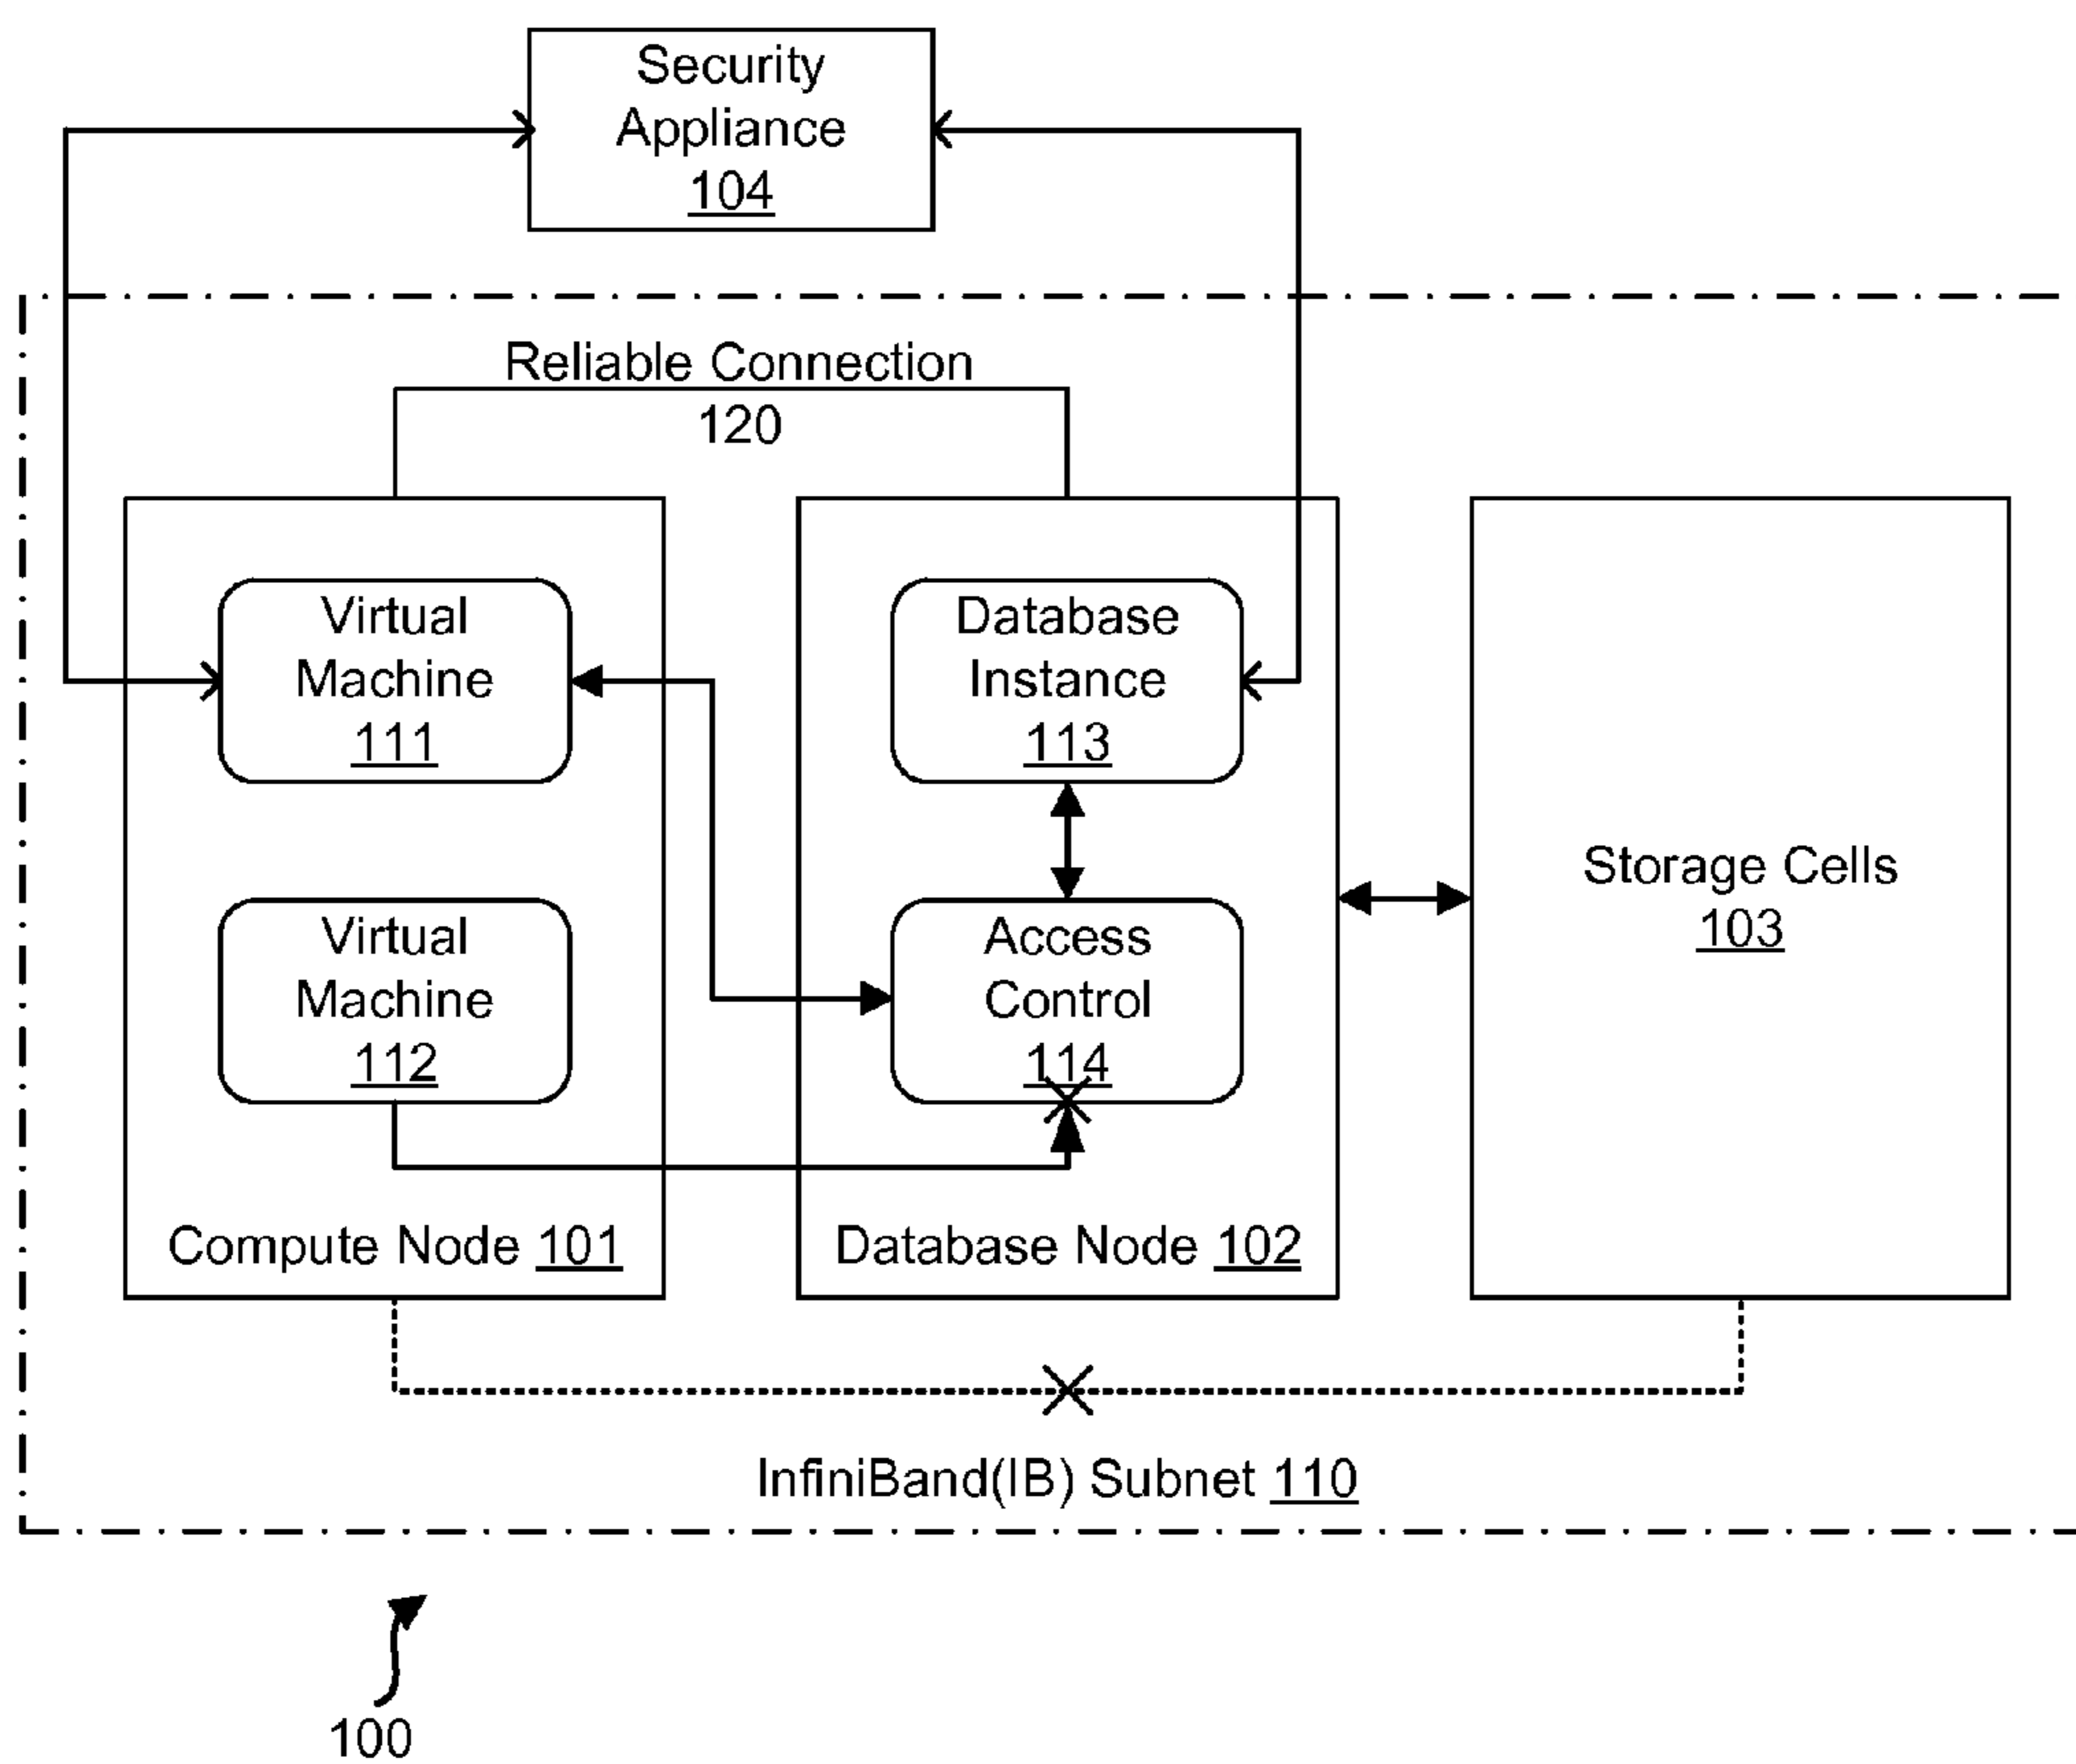 Security
Appliance
104
Reliable Connection
120
Virtual
Machine
111
Database
Instance
113
Virtual
Machine
112
Access
Control
114
Storage Cells
103
Compute Node 101
Database Node 102
InfiniBand(IB) Subnet 110
100